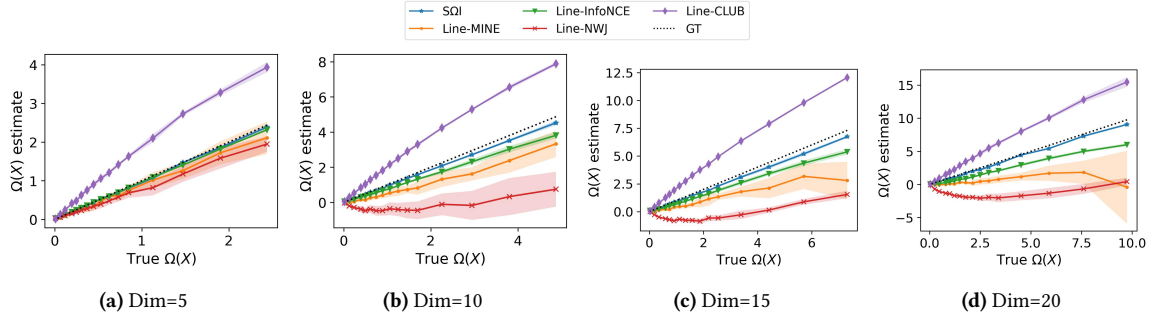 SΩI
Line-InfoNCE
Line-CLUB
Line-MINE
Line-NWJ
GT
Ω(X) estimate
4
3
2
1
0
0
1
2
True Ω(X)
(a) Dim=5
Ω(X) estimate
8
6
4
2
0
0
2
4
True Ω(X)
(b) Dim=10
Ω(X) estimate
12.5
10.0
7.5
5.0
2.5
0.0
0
2
4
6
True Ω(X)
(c) Dim=15
Ω(X) estimate
15
10
5
0
−5
0.0
2.5
5.0
7.5
10.0
True Ω(X)
(d) Dim=20